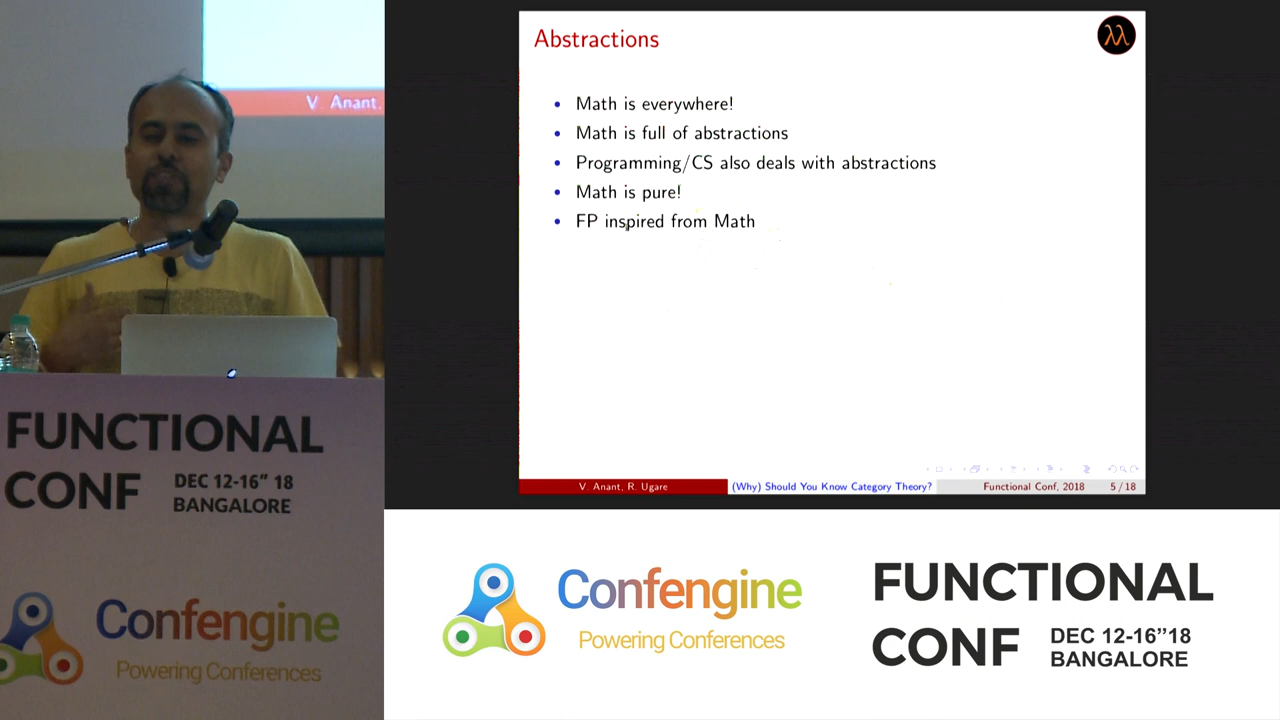 V. Anant,
FUNCTIONAL
CONF
DEC 12-16" 18
BANGALORE
Confengine
Powering Conferences
Abstractions
λλ
• Math is everywhere!
• Math is full of abstractions
• Programming/CS also deals with abstractions
• Math is pure!
• FP inspired from Math
V. Anant, R. Ugare
(Why) Should You Know Category Theory?
Functional Conf, 2018
5 / 18
Confengine
Powering Conferences
FUNCTIONAL
CONF
DEC 12-16"18
BANGALORE